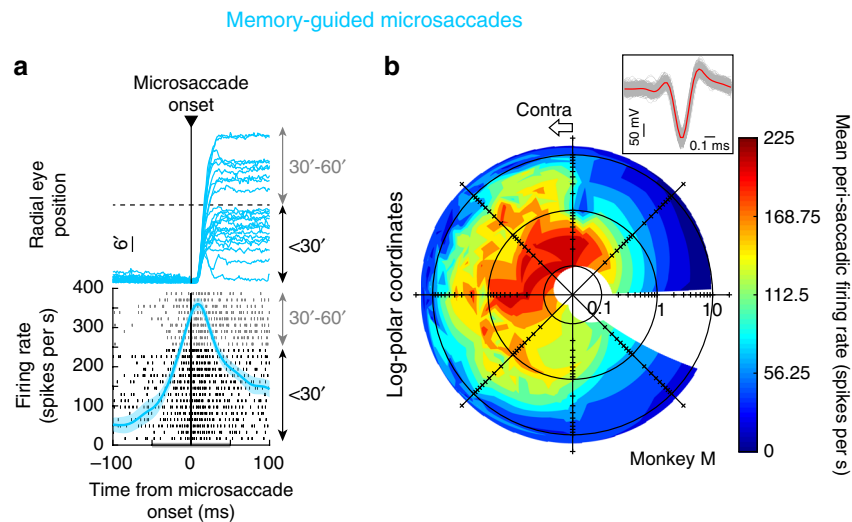 Memory-guided microsaccades
a
Microsaccade
onset
Radial eye
position
6′
30′-60′
<30′
Firing rate
(spikes per s)
400
300
200
100
0
30′-60′
<30′
−100
0
100
Time from microsaccade
onset (ms)
b
Contra
50 mV
0.1 ms
Log-polar coordinates
0.1
1
10
Monkey M
225
168.75
112.5
56.25
0
Mean peri-saccadic firing rate (spikes per s)